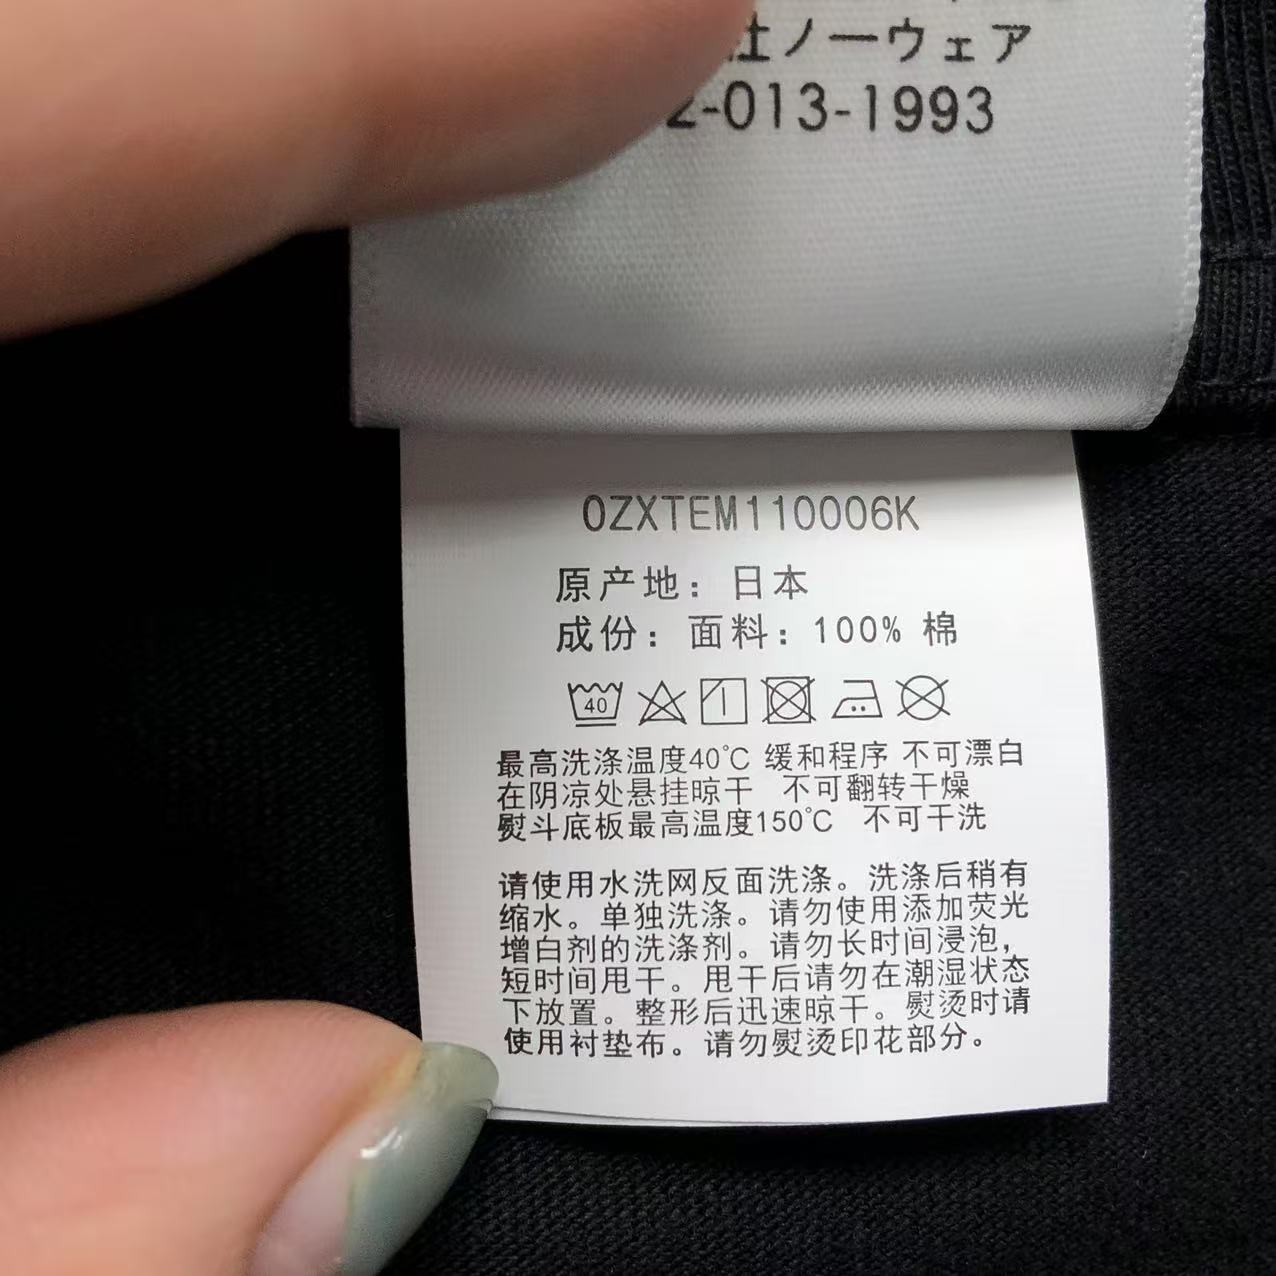 社ノーウェア
2-013-1993
0ZXTEM110006K
原产地：日本
成份：面料：100% 棉
40
最高洗涤温度40℃ 缓和程序 不可漂白
在阴凉处悬挂晾干 不可翻转干燥
熨斗底板最高温度150℃ 不可干洗
请使用水洗网反面洗涤。洗涤后稍有
缩水。单独洗涤。请勿使用添加荧光
增白剂的洗涤剂。请勿长时间浸泡，
短时间甩干。甩干后请勿在潮湿状态
下放置。整形后迅速晾干。熨烫时请
使用衬垫布。请勿熨烫印花部分。